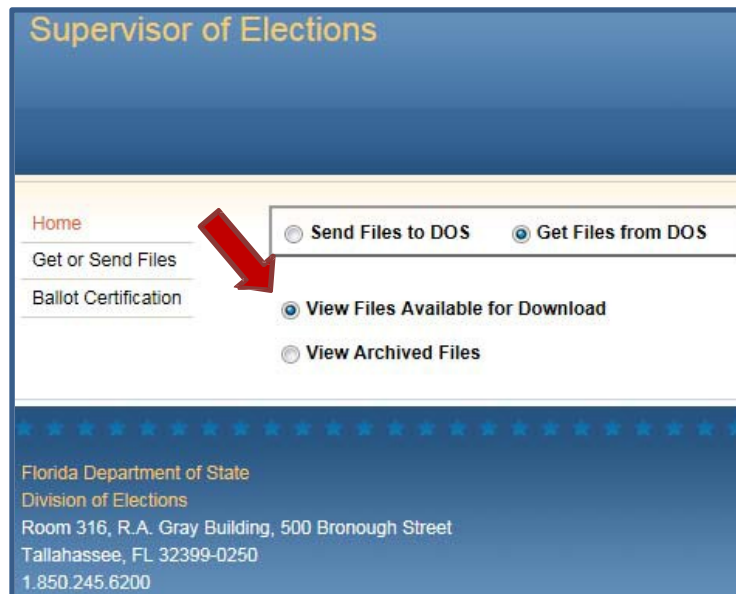 Supervisor of Elections
Home
Get or Send Files
Ballot Certification
Send Files to DOS Get Files from DOS
View Files Available for Download
View Archived Files
Florida Department of State
Division of Elections
Room 316, R.A. Gray Building, 500 Bronough Street
Tallahassee, FL 32399-0250
1.850.245.6200